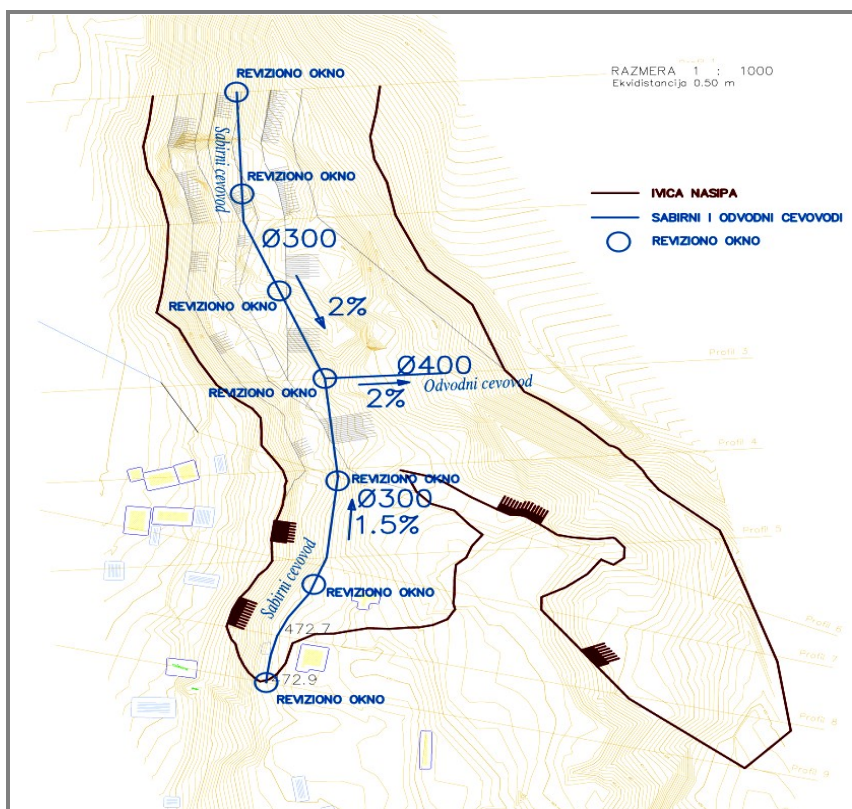 REVIZIONO OKNO
RAZMERA 1 : 1000
Ekvidistancija 0.50 m
Sabirni cevovod
REVIZIONO OKNO
IVICA NASIPA
SABIRNI I ODVODNI CEVOVODI
REVIZIONO OKNO
Ø300
REVIZIONO OKNO
2%
Profil 3
Ø400
REVIZIONO OKNO
2%
Odvodni cevovod
Profil 4
REVIZIONO OKNO
Ø300
1.5%
Profil 5
Sabirni cevovod
REVIZIONO OKNO
Profil 6
472.7
Profil 7
472.9
REVIZIONO OKNO
Profil 8
Profil 9